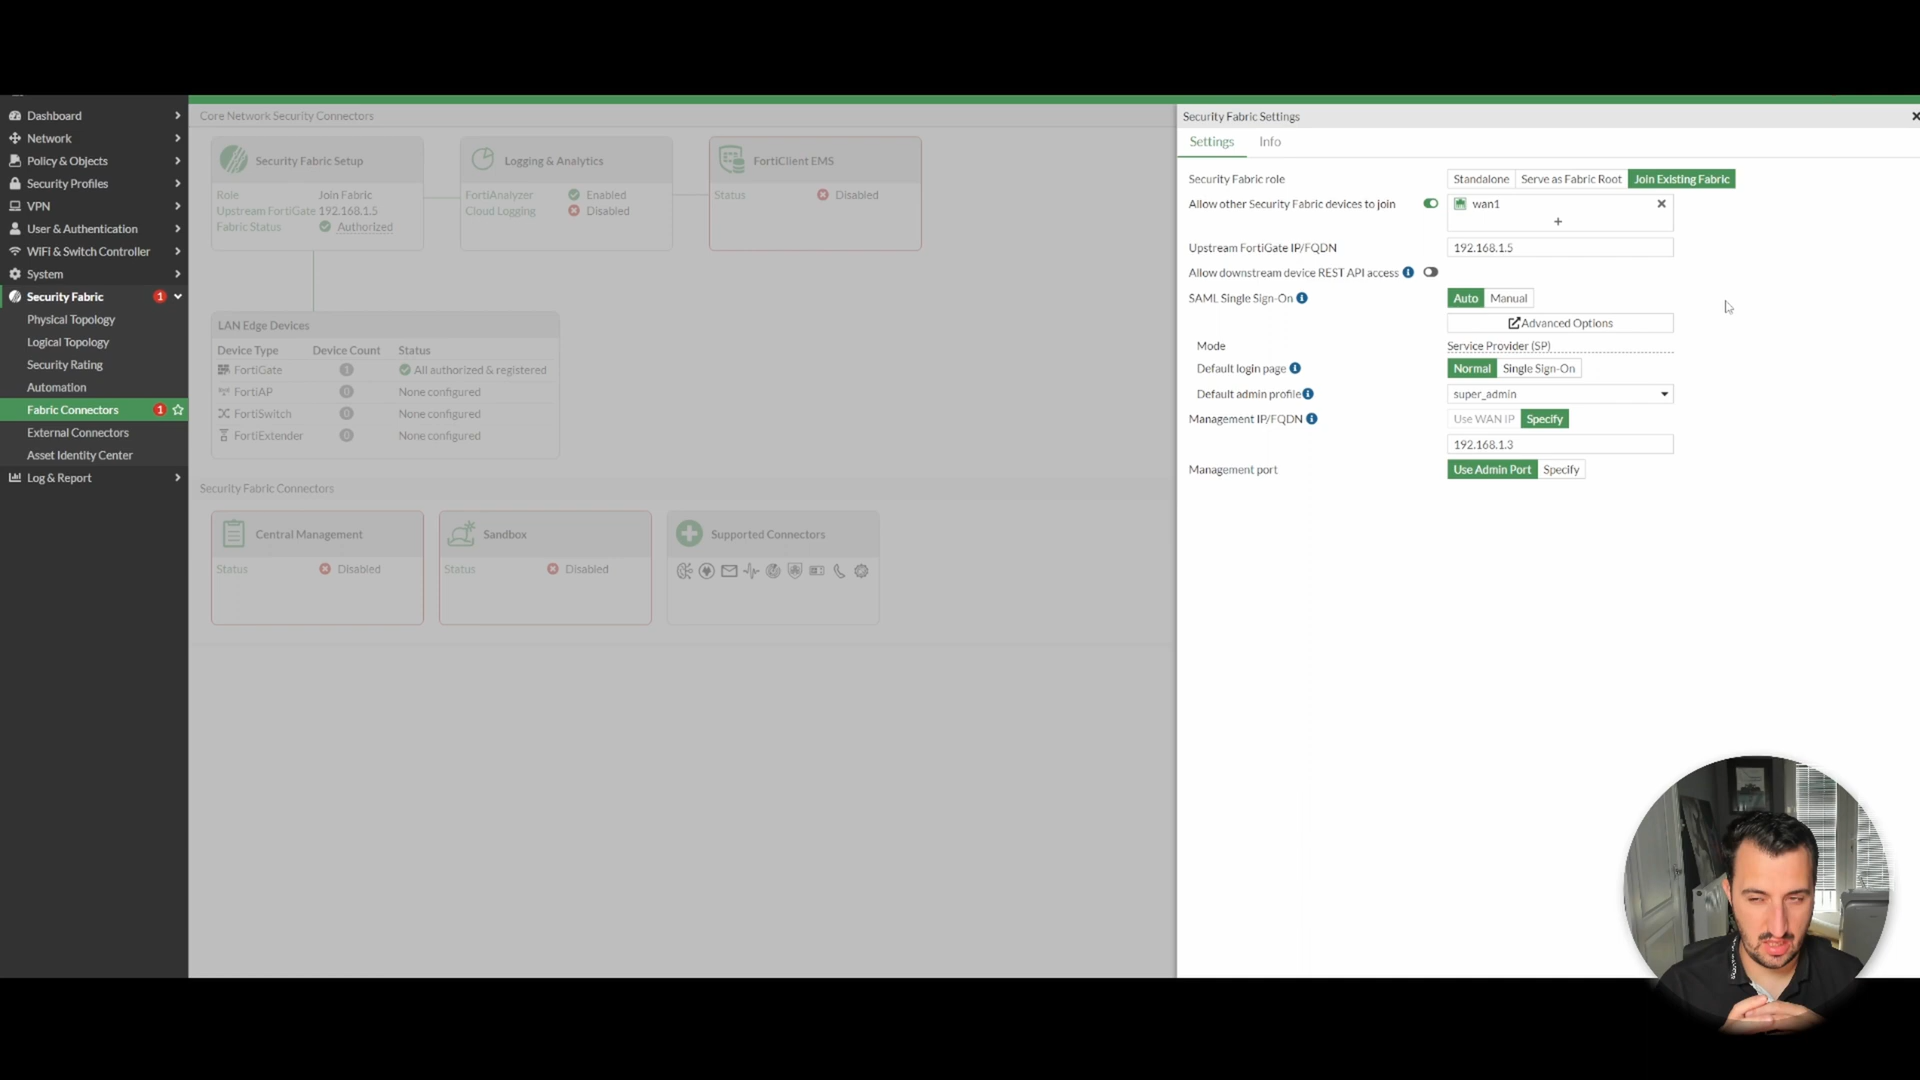 Dashboard
Network
Policy & Objects
Security Profiles
VPN
User & Authentication
WiFi & Switch Controller
System
Security Fabric 1
Physical Topology
Logical Topology
Security Rating
Automation
Fabric Connectors 1
External Connectors
Asset Identity Center
Log & Report
Core Network Security Connectors
Security Fabric Setup
Role Join Fabric
Upstream FortiGate 192.168.1.5
Fabric Status Authorized
Logging & Analytics
FortiAnalyzer Enabled
Cloud Logging Disabled
FortiClient EMS
Status Disabled
LAN Edge Devices
Device Type Device Count Status
FortiGate 1 All authorized & registered
FortiAP 0 None configured
FortiSwitch 0 None configured
FortiExtender 0 None configured
Security Fabric Connectors
Central Management
Status Disabled
Sandbox
Status Disabled
Supported Connectors
Security Fabric Settings
Settings Info
Security Fabric role Standalone Serve as Fabric Root Join Existing Fabric
Allow other Security Fabric devices to join wan1
Upstream FortiGate IP/FQDN 192.168.1.5
Allow downstream device REST API access
SAML Single Sign-On Auto Manual
Advanced Options
Mode Service Provider (SP)
Default login page Normal Single Sign-On
Default admin profile super_admin
Management IP/FQDN Use WAN IP Specify
192.168.1.3
Management port Use Admin Port Specify